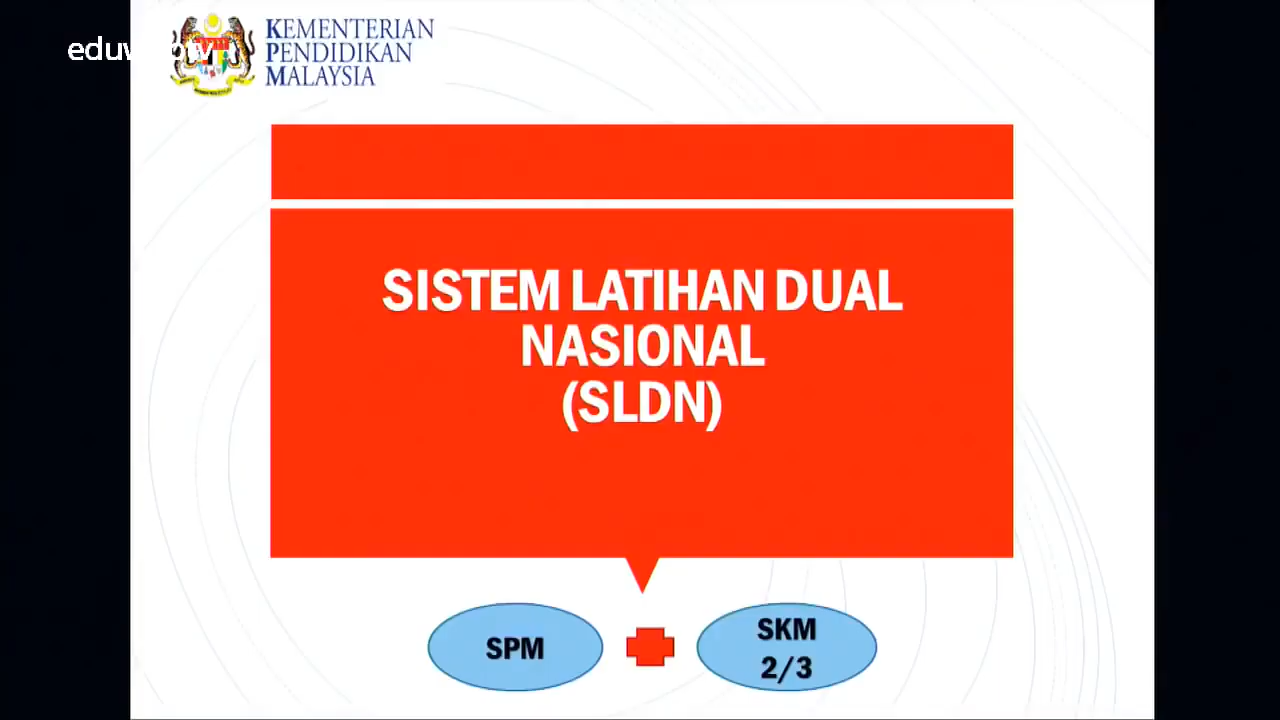 KEMENTERIAN
PENDIDIKAN
MALAYSIA
SISTEM LATIHAN DUAL
NASIONAL
(SLDN)
SPM
SKM
2/3